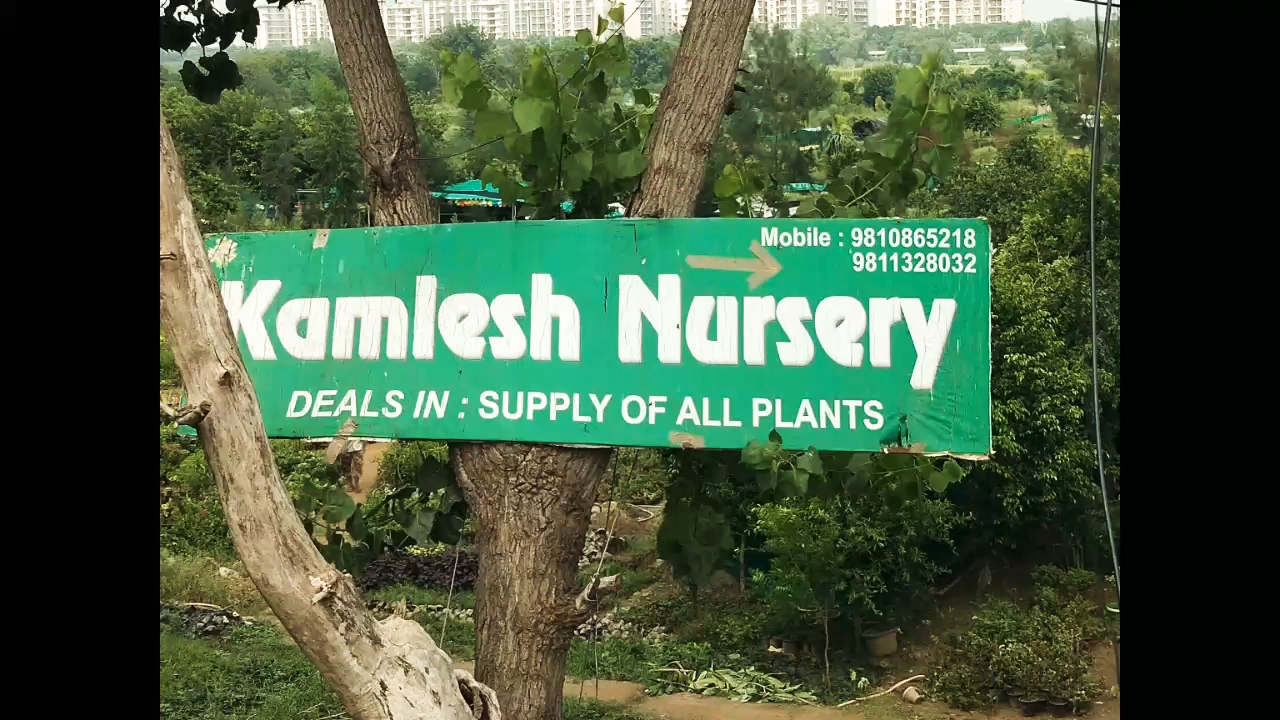 Mobile : 9810865218
9811328032
Kamlesh Nursery
DEALS IN : SUPPLY OF ALL PLANTS